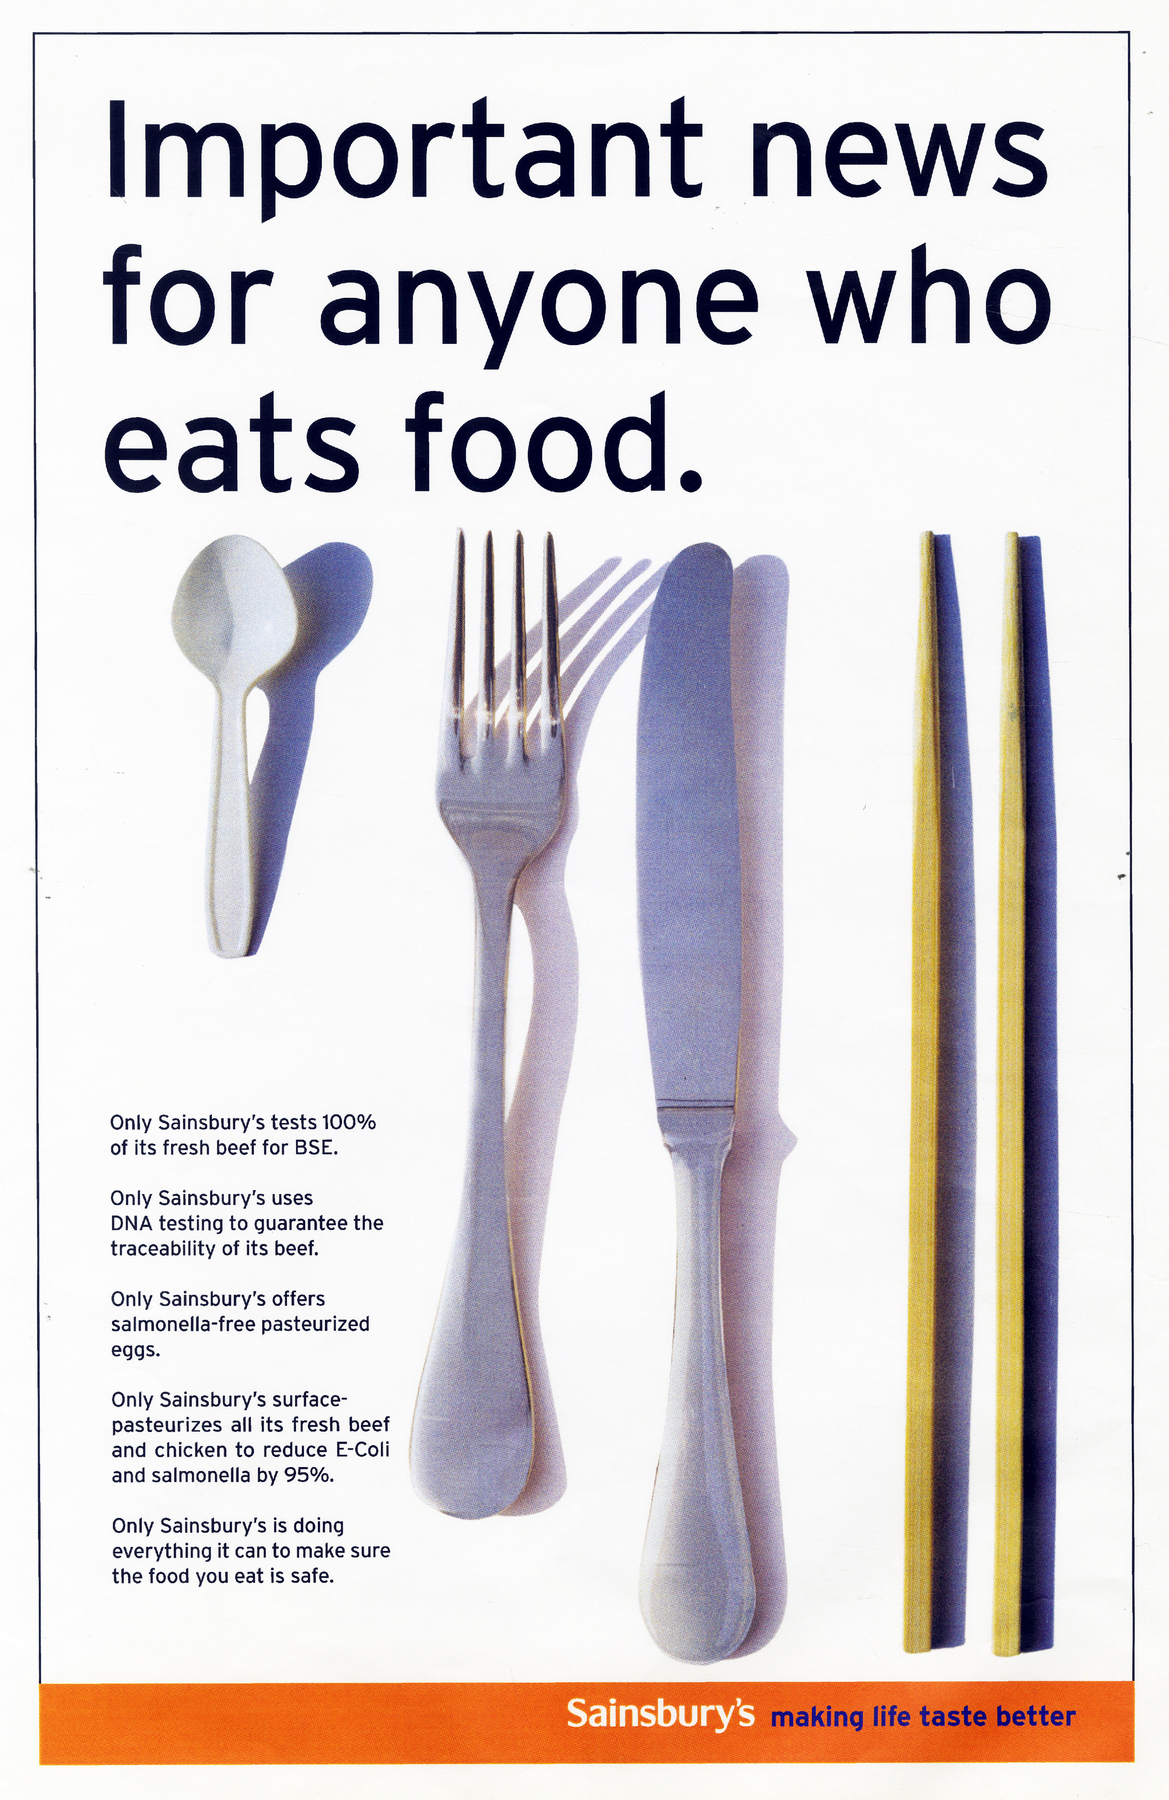 Important news
for anyone who
eats food.
Only Sainsbury's tests 100%
of its fresh beef for BSE.
Only Sainsbury's uses
DNA testing to guarantee the
traceability of its beef.
Only Sainsbury's offers
salmonella-free pasteurized
eggs.
Only Sainsbury's surface-
pasteurizes all its fresh beef
and chicken to reduce E-Coli
and salmonella by 95%.
Only Sainsbury's is doing
everything it can to make sure
the food you eat is safe.
Sainsbury's making life taste better